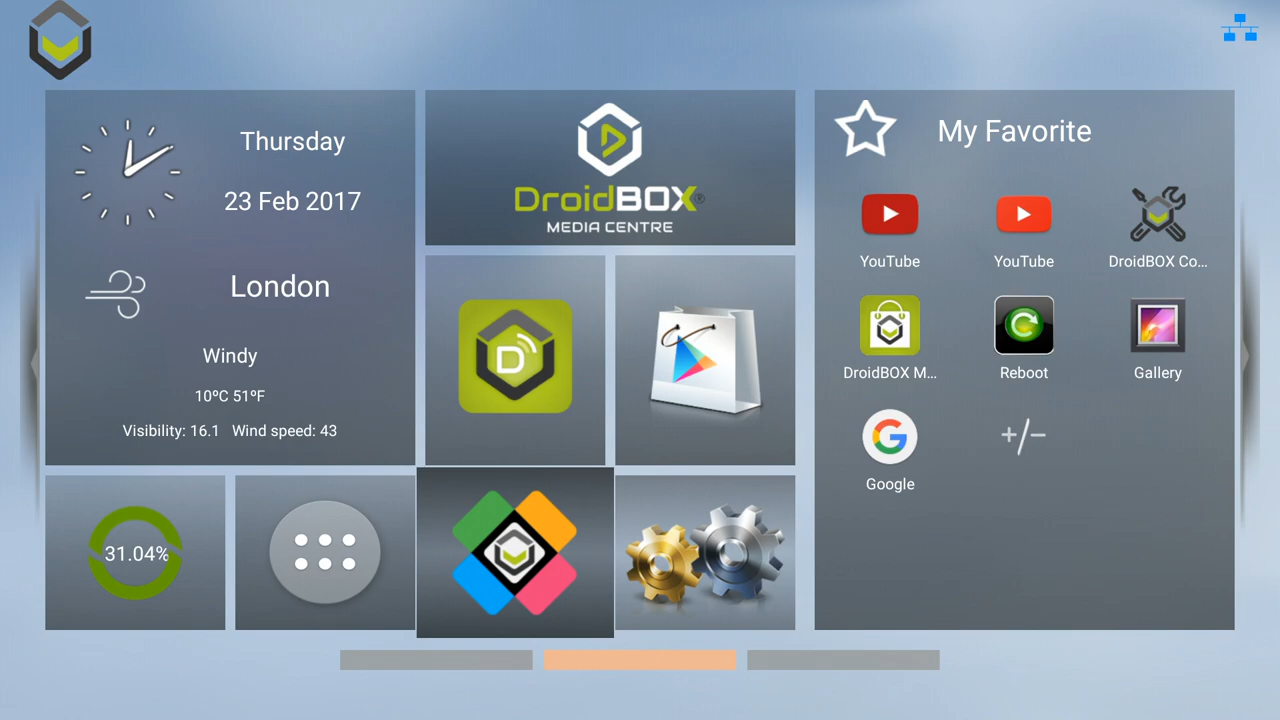 Thursday
23 Feb 2017
London
Windy
10ºC 51ºF
Visibility: 16.1 Wind speed: 43
31.04%
DroidBOX®
MEDIA CENTRE
D
My Favorite
YouTube
YouTube
DroidBOX Co...
DroidBOX M...
Reboot
Gallery
G
Google
+/−